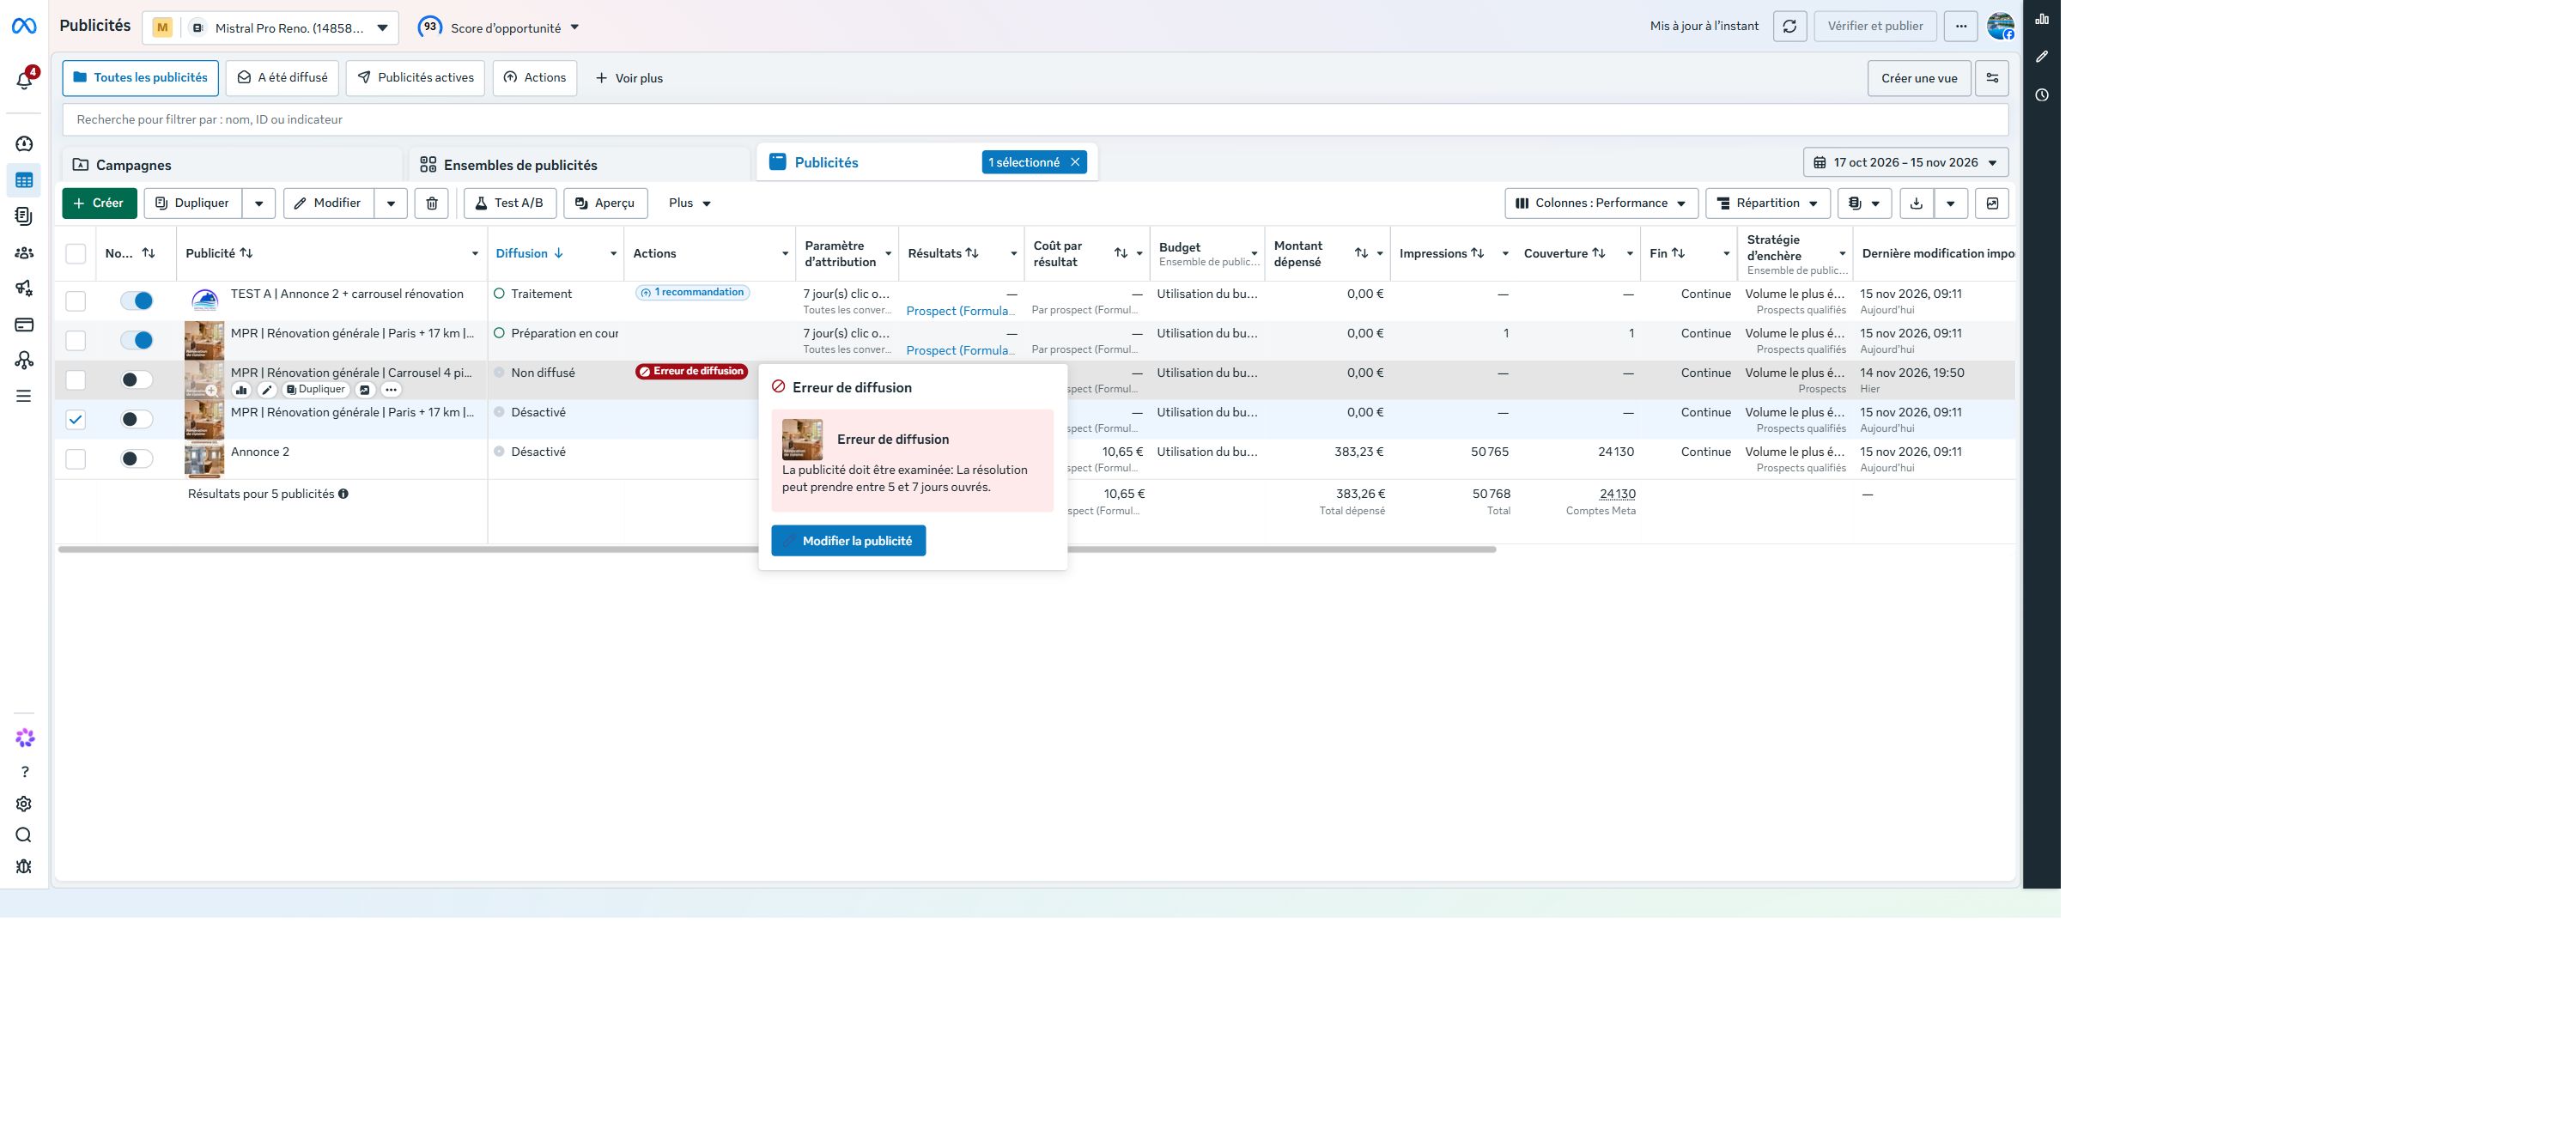 Publicités
M
Mistral Pro Reno. (14858...
93
Score d'opportunité
Mis à jour à l'instant
Vérifier et publier
4
Toutes les publicités
A été diffusé
Publicités actives
Actions
Voir plus
Créer une vue
Recherche pour filtrer par : nom, ID ou indicateur
Campagnes
Ensembles de publicités
Publicités
1 sélectionné
17 oct 2026 – 15 nov 2026
Créer
Dupliquer
Modifier
Test A/B
Aperçu
Plus
Colonnes : Performance
Répartition
No...
Publicité
Diffusion
Actions
Paramètre d'attribution
Résultats
Coût par résultat
Budget
Ensemble de public...
Montant dépensé
Impressions
Couverture
Fin
Stratégie d'enchère
Ensemble de public...
Dernière modification impo
TEST A | Annonce 2 + carrousel rénovation
Traitement
1 recommandation
7 jour(s) clic o...
Toutes les conver...
—
Prospect (Formula...
—
Par prospect (Formul...
Utilisation du bu...
0,00 €
—
—
Continue
Volume le plus é...
Prospects qualifiés
15 nov 2026, 09:11
Aujourd'hui
MPR | Rénovation générale | Paris + 17 km |...
Préparation en cour
7 jour(s) clic o...
Toutes les conver...
—
Prospect (Formula...
—
Par prospect (Formul...
Utilisation du bu...
0,00 €
1
1
Continue
Volume le plus é...
Prospects qualifiés
15 nov 2026, 09:11
Aujourd'hui
MPR | Rénovation générale | Carrousel 4 pi...
Dupliquer
Non diffusé
Erreur de diffusion
—
spect (Formul...
Utilisation du bu...
0,00 €
—
—
Continue
Volume le plus é...
Prospects
14 nov 2026, 19:50
Hier
MPR | Rénovation générale | Paris + 17 km |...
Désactivé
—
spect (Formul...
Utilisation du bu...
0,00 €
—
—
Continue
Volume le plus é...
Prospects qualifiés
15 nov 2026, 09:11
Aujourd'hui
Annonce 2
Désactivé
10,65 €
spect (Formul...
Utilisation du bu...
383,23 €
50 765
24 130
Continue
Volume le plus é...
Prospects qualifiés
15 nov 2026, 09:11
Aujourd'hui
Résultats pour 5 publicités
10,65 €
spect (Formul...
383,26 €
Total dépensé
50 768
Total
24 130
Comptes Meta
—
Erreur de diffusion
Erreur de diffusion
La publicité doit être examinée: La résolution
peut prendre entre 5 et 7 jours ouvrés.
Modifier la publicité
?